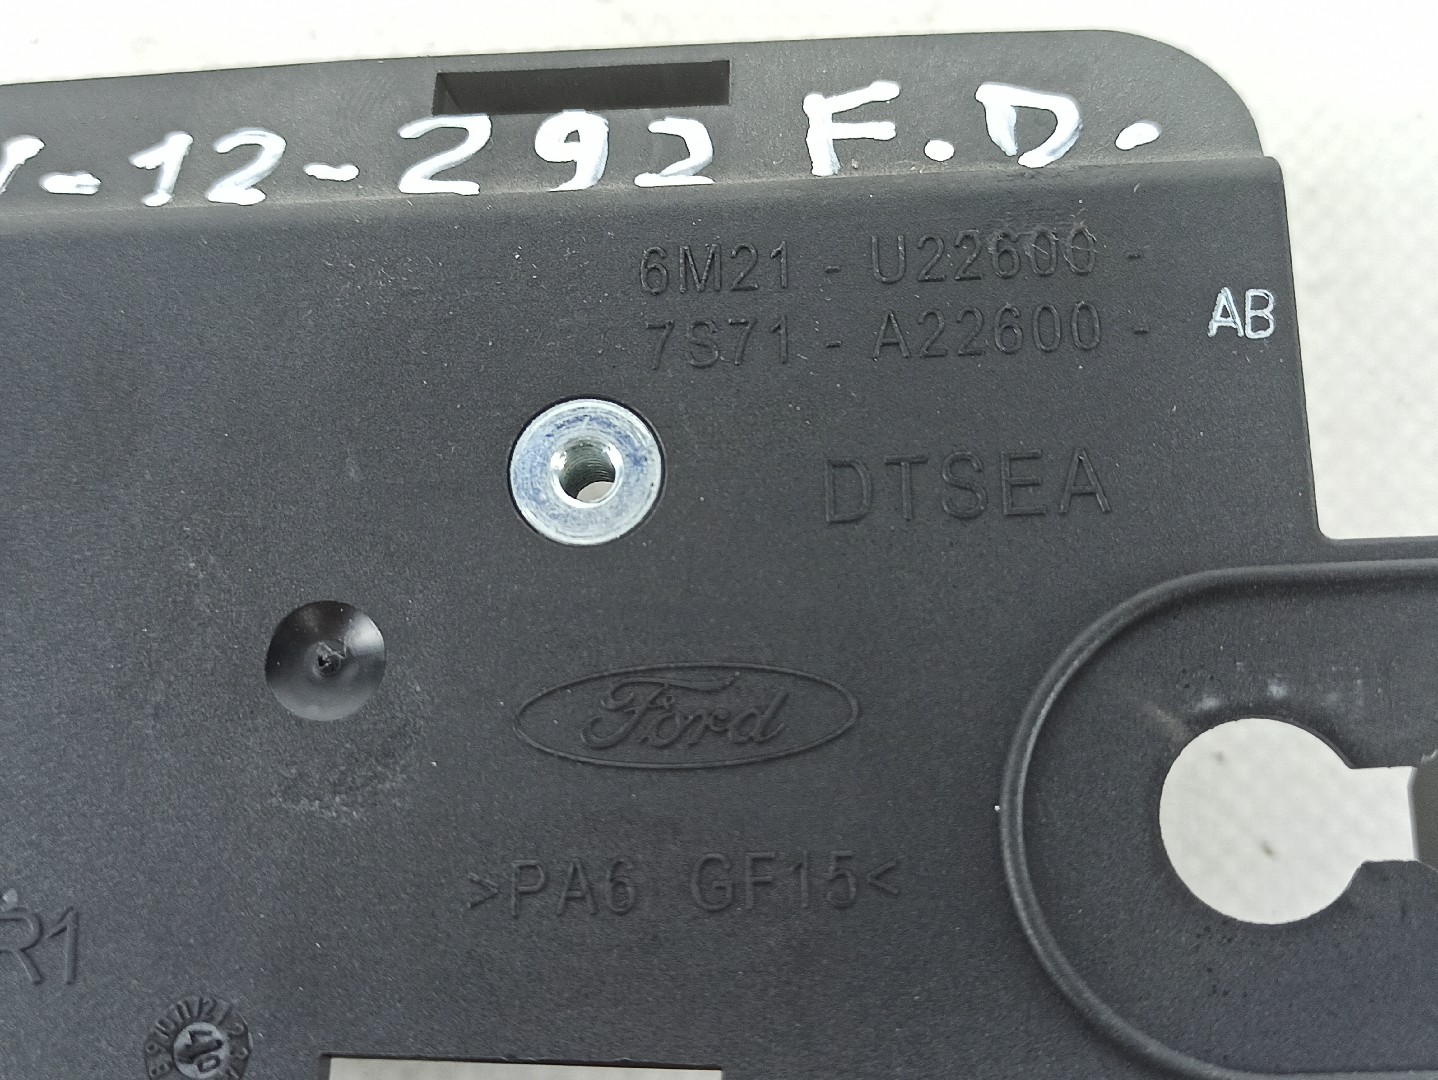 -12-292 F.D.
6M21 - U22600 -
7S71 - A22600 - AB
DTSEA
Ford
>PA6 GF15<
R1